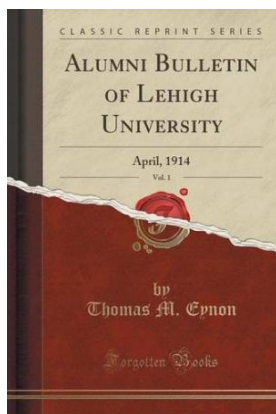 CLASSIC REPRINT SERIES
ALUMNI BULLETIN
OF LEHIGH
UNIVERSITY
April, 1914
Vol. 1
by
Thomas M. Eynon
Forgotten Books